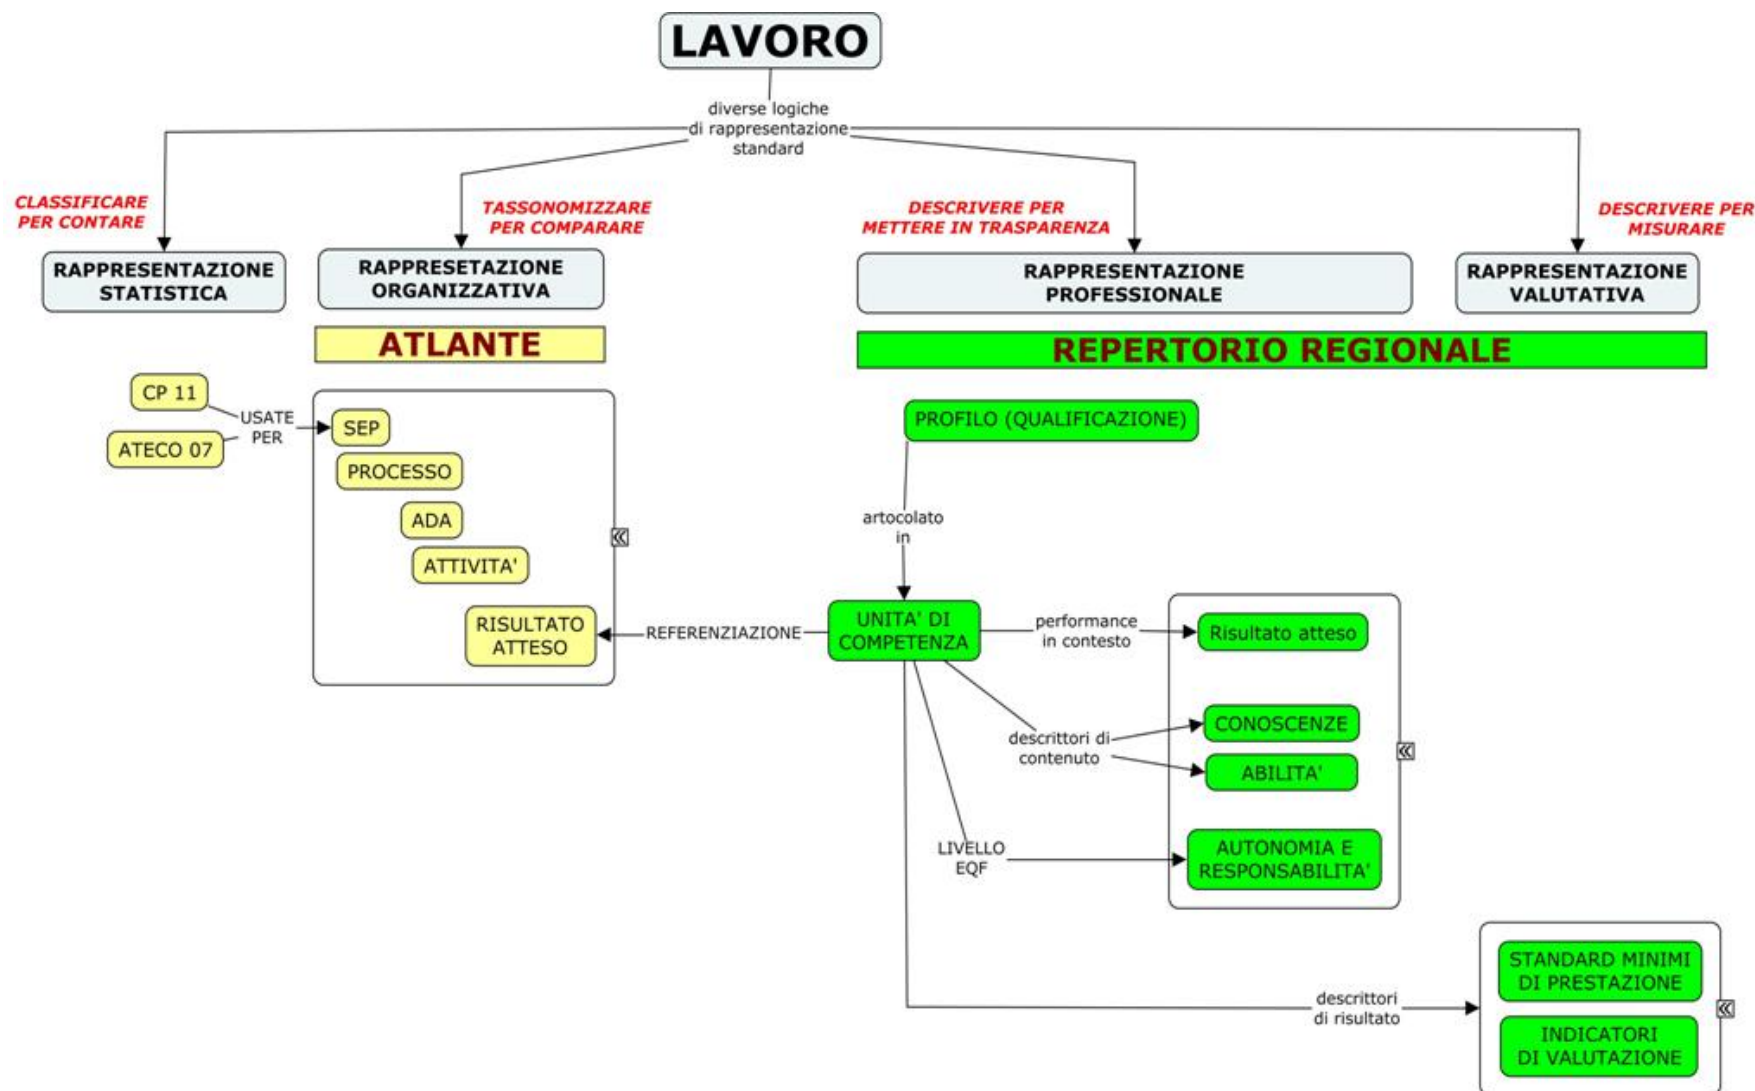 LAVORO
diverse logiche
di rappresentazione
standard
CLASSIFICARE
PER CONTARE
TASSONOMIZZARE
PER COMPARARE
DESCRIVERE PER
METTERE IN TRASPARENZA
DESCRIVERE PER
MISURARE
RAPPRESENTAZIONE
STATISTICA
RAPPRESETAZIONE
ORGANIZZATIVA
RAPPRESENTAZIONE
PROFESSIONALE
RAPPRESENTAZIONE
VALUTATIVA
ATLANTE
REPERTORIO REGIONALE
CP 11
ATECO 07
USATE
PER
SEP
PROCESSO
ADA
ATTIVITA'
RISULTATO
ATTESO
PROFILO (QUALIFICAZIONE)
artocolato
in
REFERENZIAZIONE
UNITA' DI
COMPETENZA
performance
in contesto
Risultato atteso
descrittori di
contenuto
CONOSCENZE
ABILITA'
LIVELLO
EQF
AUTONOMIA E
RESPONSABILITA'
descrittori
di risultato
STANDARD MINIMI
DI PRESTAZIONE
INDICATORI
DI VALUTAZIONE